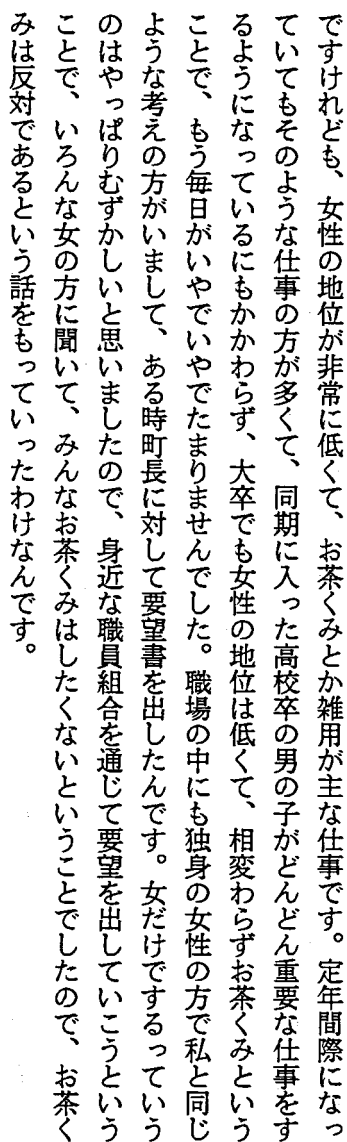 ですけれども、女性の地位が非常に低くて、お茶くみとか雑用が主な仕事です。定年間際になっ
ていてもそのような仕事の方が多くて、同期に入った高校卒の男の子がどんどん重要な仕事をす
るようになっているにもかかわらず、大卒でも女性の地位は低くて、相変わらずお茶くみという
ことで、もう毎日がいやでいやでたまりませんでした。職場の中にも独身の女性の方で私と同じ
ような考えの方がいまして、ある時町長に対して要望書を出したんです。女だけでするっていう
のはやっぱりむずかしいと思いましたので、身近な職員組合を通じて要望を出していこうという
ことで、いろんな女の方に聞いて、みんなお茶くみはしたくないということでしたので、お茶く
みは反対であるという話をもっていったわけなんです。